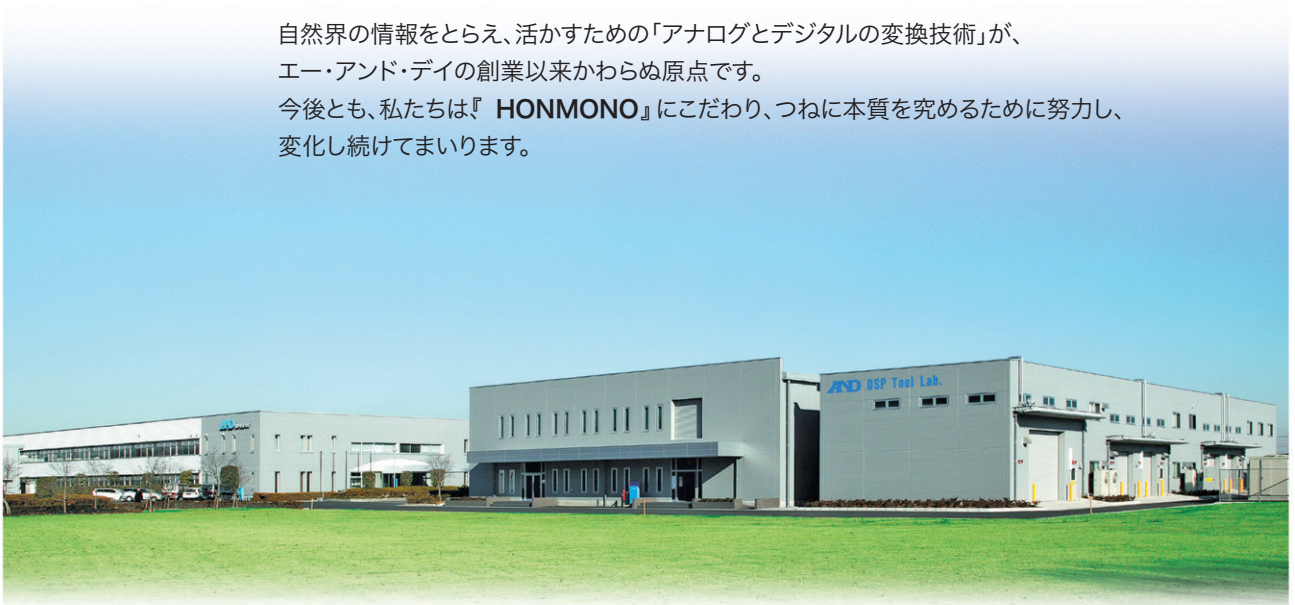 自然界の情報をとらえ、活かすための「アナログとデジタルの変換技術」が、
エー・アンド・デイの創業以来かわらぬ原点です。
今後とも、私たちは、『 HONMONO』にこだわり、つねに本質を究めるために努力し、
変化し続けてまいります。
AND DSP Tool Lab.
AND